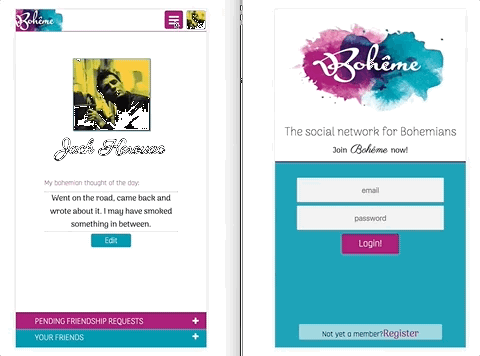 Bohême
Jack Kerouac
My bohemian thought of the day:
Went on the road, came back and
wrote about it. I may have smoked
something in between.
Edit
PENDING FRIENDSHIP REQUESTS +
YOUR FRIENDS +
Bohême
The social network for Bohemians
Join Bohême now!
email
password
Login!
Not yet a member?Register